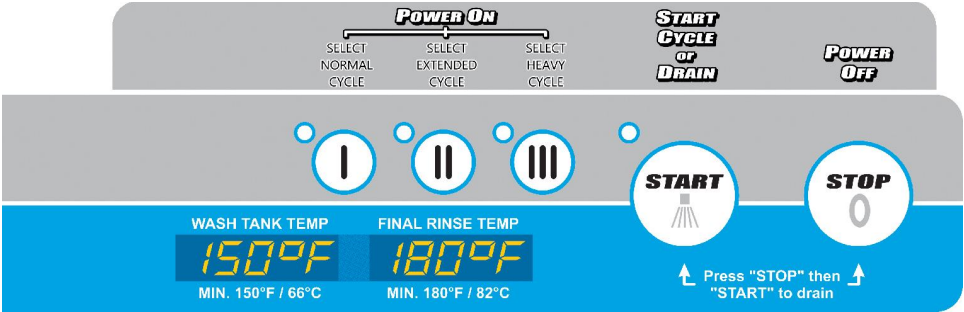 POWER ON
SELECT NORMAL CYCLE
SELECT EXTENDED CYCLE
SELECT HEAVY CYCLE
START
CYCLE
or
DRAIN
POWER
OFF
I
II
III
START
STOP
0
WASH TANK TEMP
150°F
MIN. 150°F / 66°C
FINAL RINSE TEMP
180°F
MIN. 180°F / 82°C
Press "STOP" then
"START" to drain